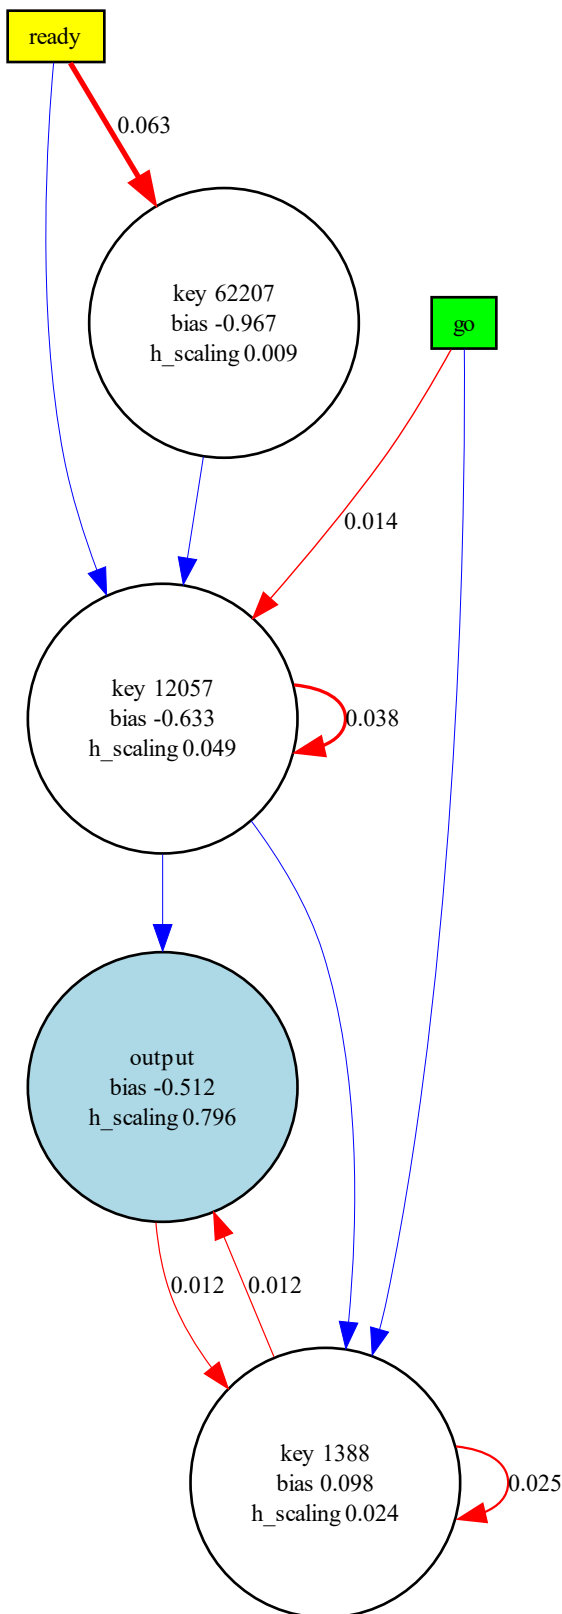 ready
0.063
key 62207
bias -0.967
h_scaling 0.009
go
0.014
key 12057
bias -0.633
h_scaling 0.049
0.038
output
bias -0.512
h_scaling 0.796
0.012
0.012
key 1388
bias 0.098
h_scaling 0.024
0.025